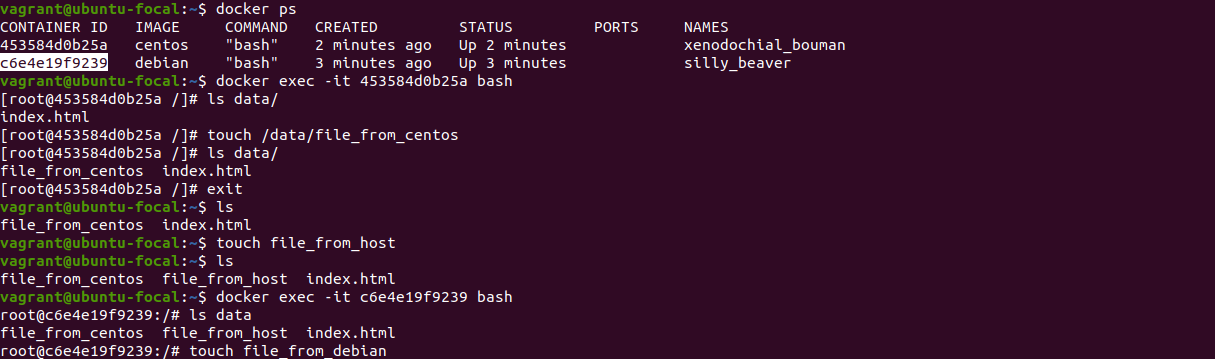 vagrant@ubuntu-focal:~$ docker ps
CONTAINER ID   IMAGE     COMMAND   CREATED         STATUS         PORTS     NAMES
453584d0b25a   centos    "bash"    2 minutes ago   Up 2 minutes             xenodochial_bouman
c6e4e19f9239   debian    "bash"    3 minutes ago   Up 3 minutes             silly_beaver
vagrant@ubuntu-focal:~$ docker exec -it 453584d0b25a bash
[root@453584d0b25a /]# ls data/
index.html
[root@453584d0b25a /]# touch /data/file_from_centos
[root@453584d0b25a /]# ls data/
file_from_centos  index.html
[root@453584d0b25a /]# exit
vagrant@ubuntu-focal:~$ ls
file_from_centos  index.html
vagrant@ubuntu-focal:~$ touch file_from_host
vagrant@ubuntu-focal:~$ ls
file_from_centos  file_from_host  index.html
vagrant@ubuntu-focal:~$ docker exec -it c6e4e19f9239 bash
root@c6e4e19f9239:/# ls data
file_from_centos  file_from_host  index.html
root@c6e4e19f9239:/# touch file_from_debian